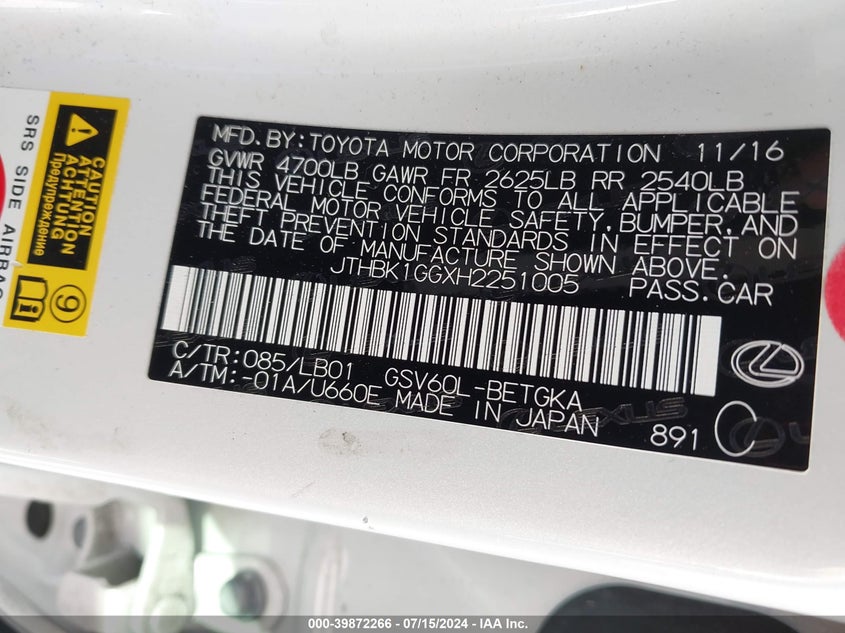 SRS SIDE AIRBAG
CAUTION
ATTENTION
ACHTUNG
Предупреждение
9
i
MFD.BY:TOYOTA MOTOR CORPORATION 11/16
GVWR 4700LB GAWR FR 2625LB RR 2540LB
THIS VEHICLE CONFORMS TO ALL APPLICABLE
FEDERAL MOTOR VEHICLE SAFETY,BUMPER,AND
THEFT PREVENTION STANDARDS IN EFFECT ON
THE DATE OF MANUFACTURE SHOWN ABOVE.
JTHBK1GGXH2251005 PASS.CAR
C/TR:085/LB01 GSV60L-BETGKA
A/TM:-01A/U660E MADE IN JAPAN
891
LEXUS
000-39872266 - 07/15/2024 - IAA, Inc.